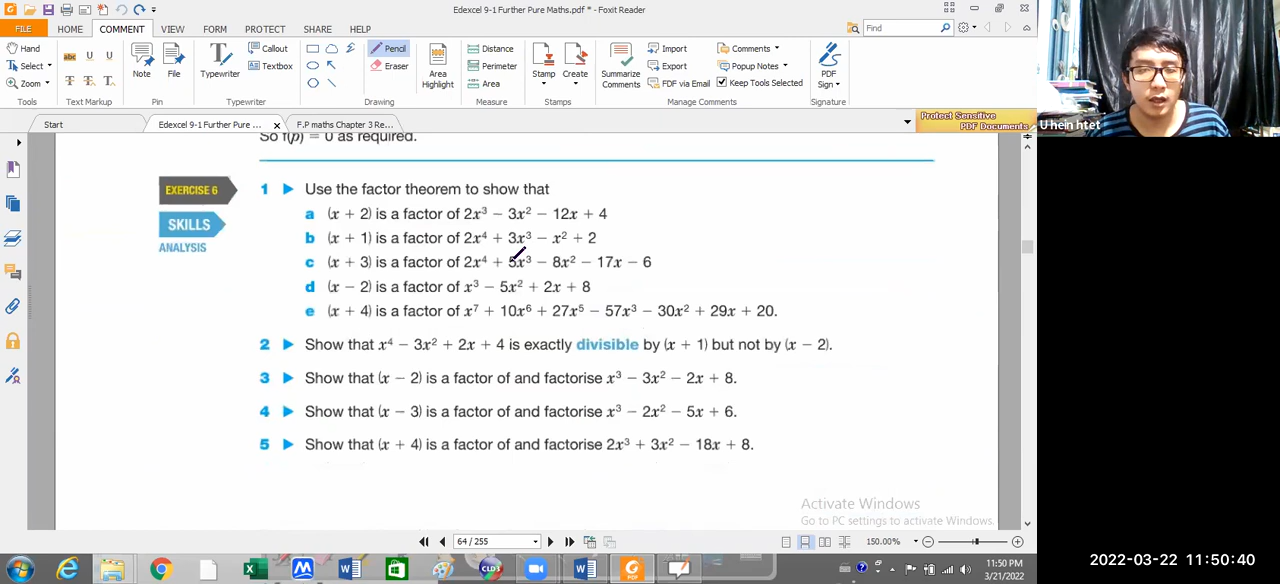 Edexcel 9-1 Further Pure Maths.pdf * - Foxit Reader
FILE HOME COMMENT VIEW FORM PROTECT SHARE HELP Find
Hand
Select
Zoom
Tools
Text Markup
Note File
Pin
Typewriter
Callout
Textbox
Typewriter
Pencil
Eraser
Drawing
Area Highlight
Distance
Perimeter
Area
Measure
Stamp Create
Stamps
Summarize Comments
Import
Export
FDF via Email
Comments
Popup Notes
Keep Tools Selected
Manage Comments
PDF Sign
Signature
Start Edexcel 9-1 Further Pure ... F.P maths Chapter 3 Re...
Protect Sensitive
PDF Documents
U hein htet
So f(p) = 0 as required.
EXERCISE 6
SKILLS
ANALYSIS
1 ▶ Use the factor theorem to show that
a (x + 2) is a factor of 2x³ − 3x² − 12x + 4
b (x + 1) is a factor of 2x⁴ + 3x³ − x² + 2
c (x + 3) is a factor of 2x⁴ + 5x³ − 8x² − 17x − 6
d (x − 2) is a factor of x³ − 5x² + 2x + 8
e (x + 4) is a factor of x⁷ + 10x⁶ + 27x⁵ − 57x³ − 30x² + 29x + 20.
2 ▶ Show that x⁴ − 3x² + 2x + 4 is exactly divisible by (x + 1) but not by (x − 2).
3 ▶ Show that (x − 2) is a factor of and factorise x³ − 3x² − 2x + 8.
4 ▶ Show that (x − 3) is a factor of and factorise x³ − 2x² − 5x + 6.
5 ▶ Show that (x + 4) is a factor of and factorise 2x³ + 3x² − 18x + 8.
Activate Windows
Go to PC settings to activate Windows.
64 / 255
150.00%
11:50 PM
3/21/2022
2022-03-22 11:50:40